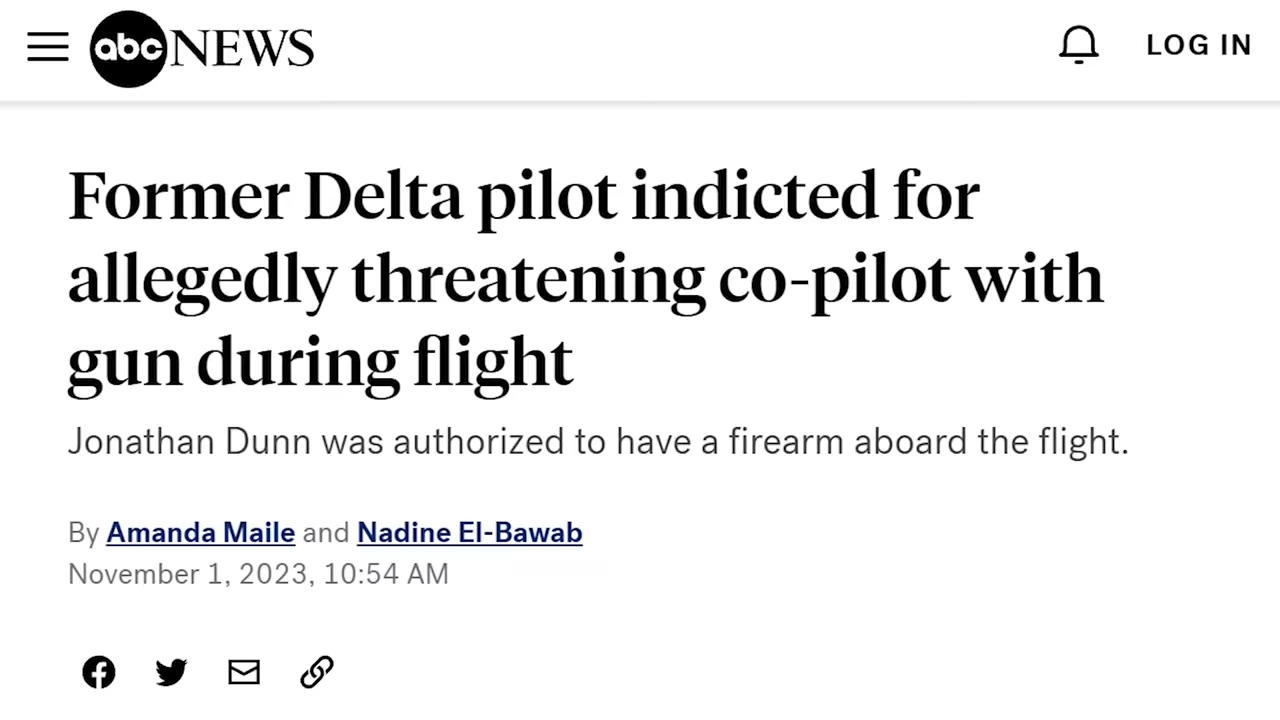 abc NEWS
LOG IN
Former Delta pilot indicted for
allegedly threatening co-pilot with
gun during flight
Jonathan Dunn was authorized to have a firearm aboard the flight.
By Amanda Maile and Nadine El-Bawab
November 1, 2023, 10:54 AM